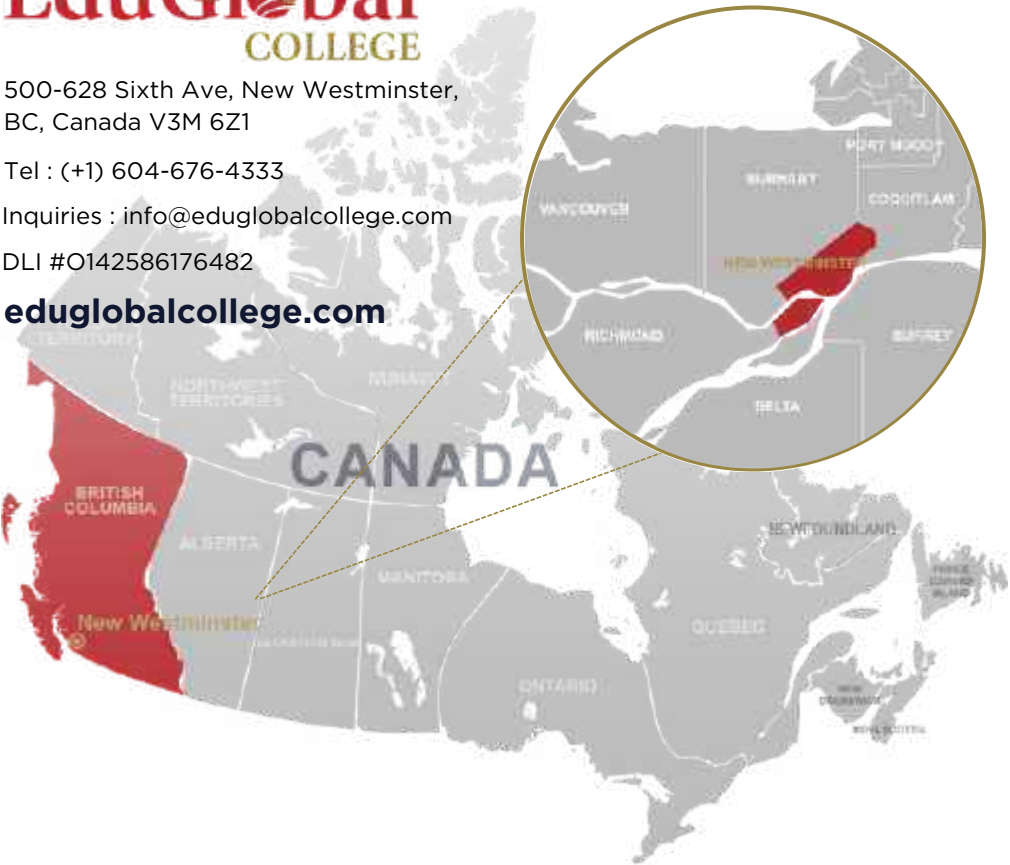 EduGlobal
COLLEGE
500-628 Sixth Ave, New Westminster,
BC, Canada V3M 6Z1
Tel : (+1) 604-676-4333
Inquiries : info@eduglobalcollege.com
DLI #O142586176482
eduglobalcollege.com
PORT MOODY
BURNABY
COQUITLAM
VANCOUVER
NEW WESTMINSTER
RICHMOND
SURREY
DELTA
TERRITORY
NORTHWEST
TERRITORIES
NUNAVUT
CANADA
BRITISH
COLUMBIA
ALBERTA
MANITOBA
NEWFOUNDLAND
New Westminster
QUEBEC
ONTARIO